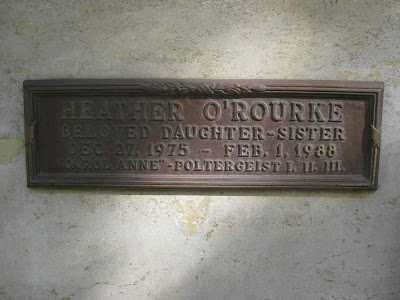 HEATHER O'ROURKE
BELOVED DAUGHTER-SISTER
DEC 27, 1975 - FEB. 1, 1988
"CAROL ANNE"-POLTERGEIST I. II. III.